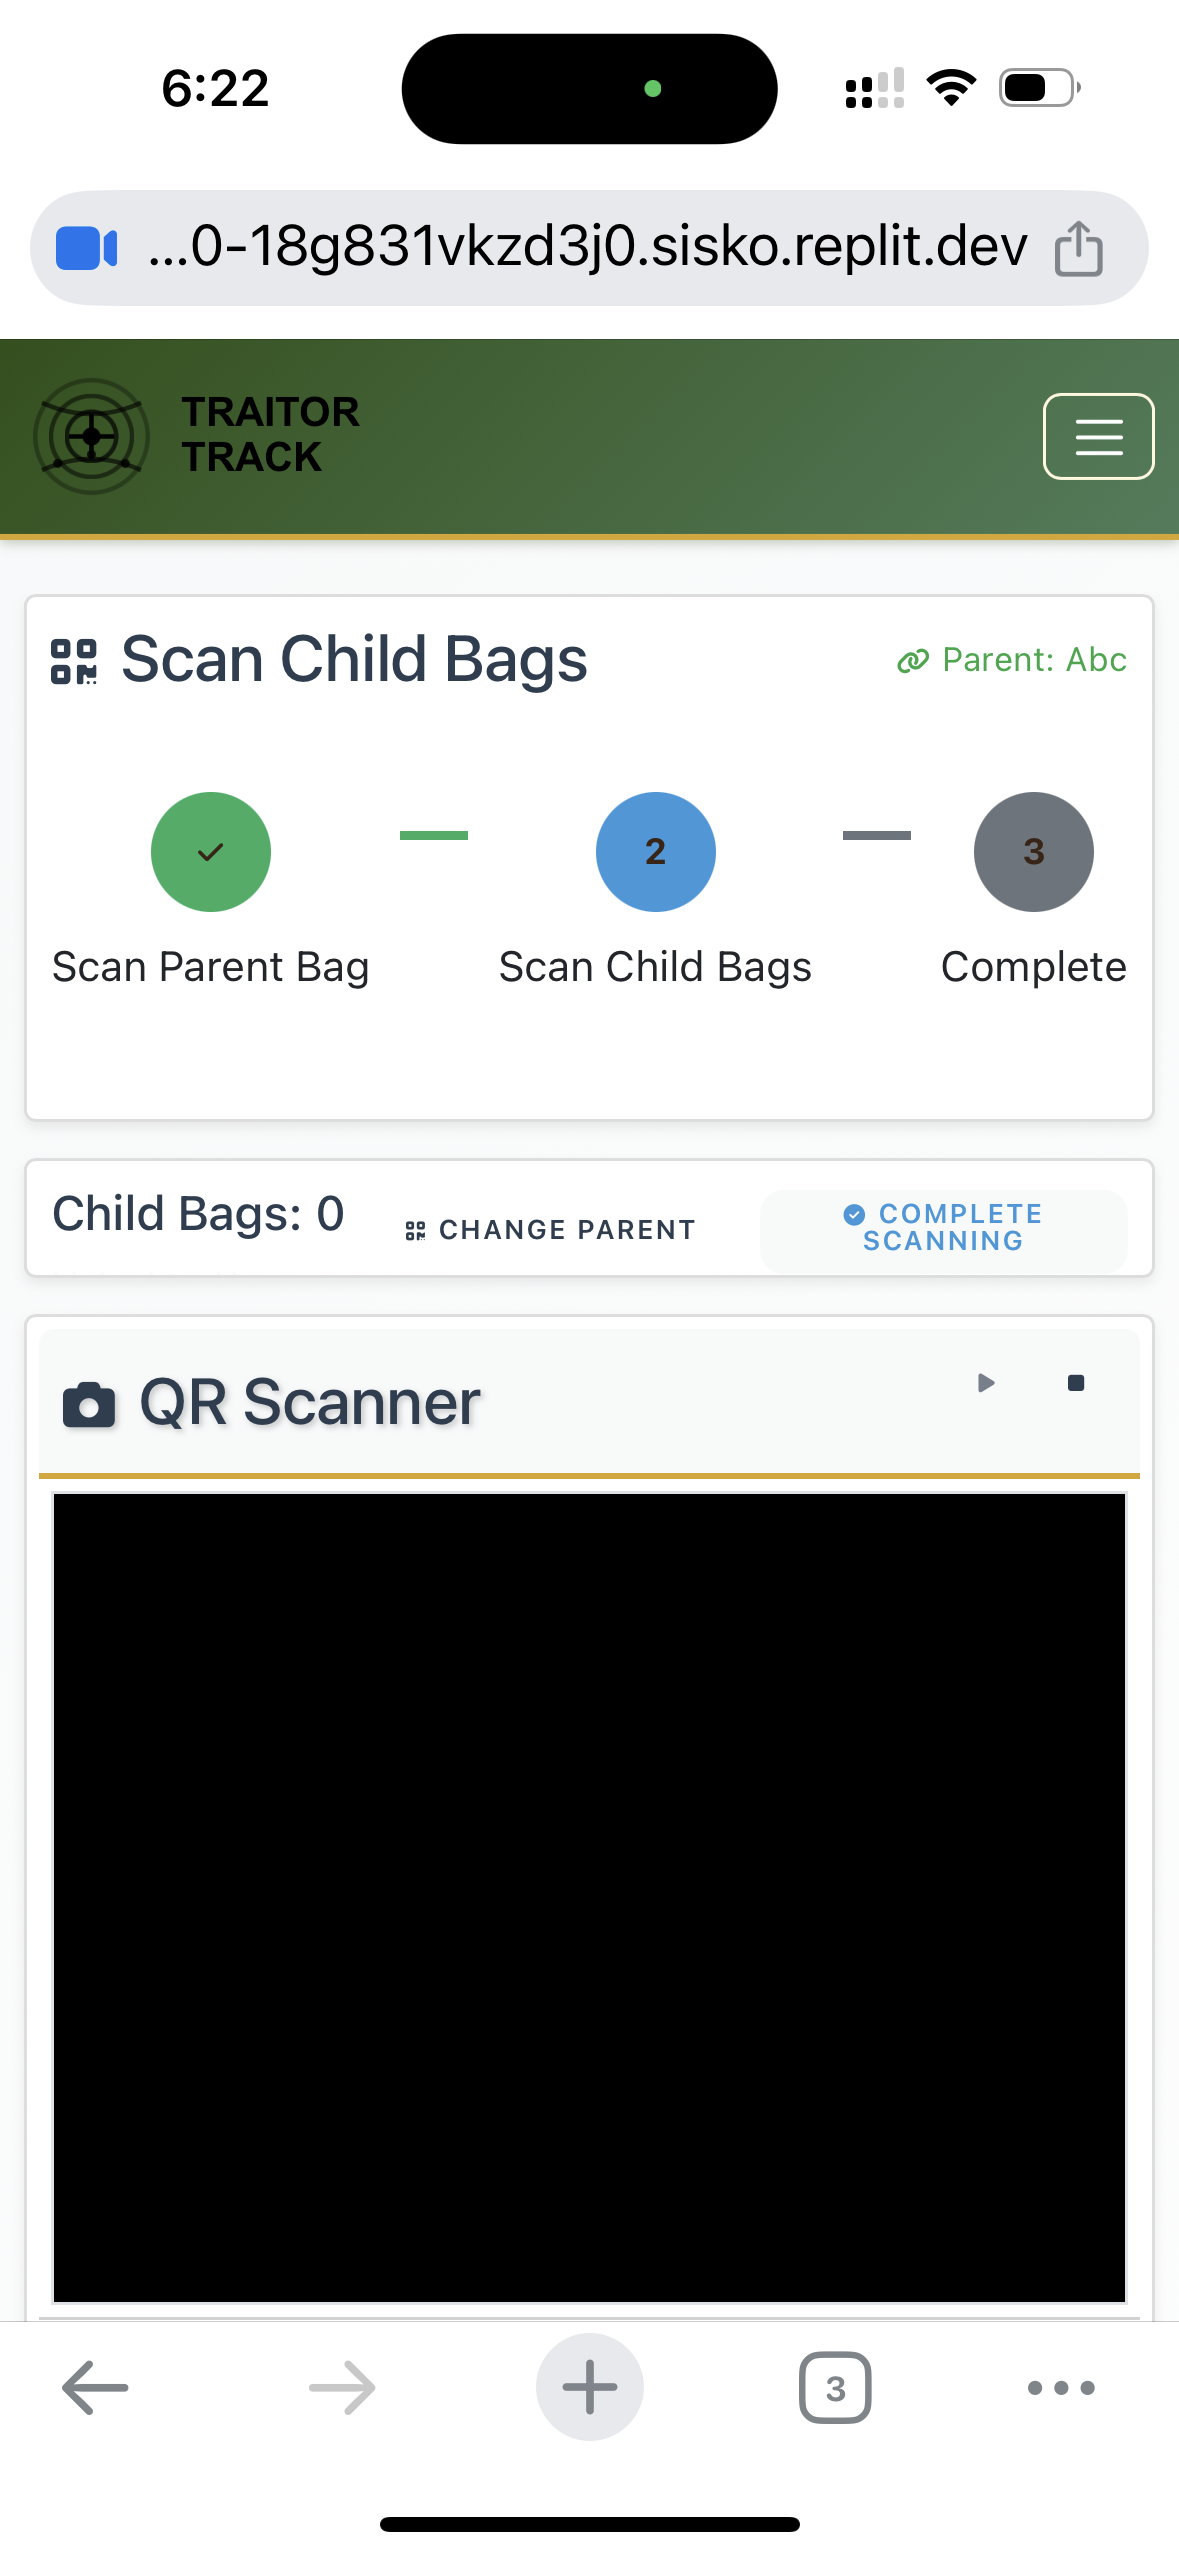 6:22
...0-18g831vkzd3j0.sisko.replit.dev
TRAITOR
TRACK
Scan Child Bags
Parent: Abc
2
3
Scan Parent Bag
Scan Child Bags
Complete
Child Bags: 0
CHANGE PARENT
COMPLETE
SCANNING
QR Scanner
3